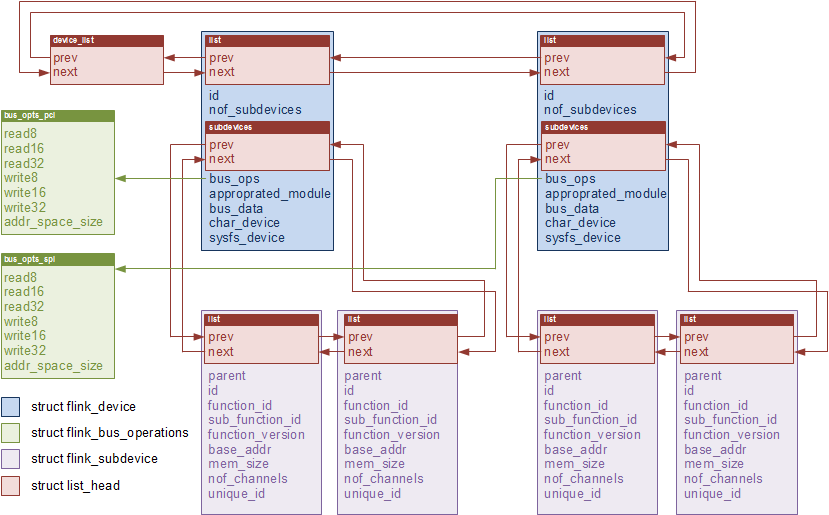 device_list
prev
next
list
prev
next
id
nof_subdevices
subdevices
prev
next
bus_ops
approprated_module
bus_data
char_device
sysfs_device
list
prev
next
id
nof_subdevices
subdevices
prev
next
bus_ops
approprated_module
bus_data
char_device
sysfs_device
bus_opts_pci
read8
read16
read32
write8
write16
write32
addr_space_size
bus_opts_spi
read8
read16
read32
write8
write16
write32
addr_space_size
list
prev
next
parent
id
function_id
sub_function_id
function_version
base_addr
mem_size
nof_channels
unique_id
list
prev
next
parent
id
function_id
sub_function_id
function_version
base_addr
mem_size
nof_channels
unique_id
list
prev
next
parent
id
function_id
sub_function_id
function_version
base_addr
mem_size
nof_channels
unique_id
list
prev
next
parent
id
function_id
sub_function_id
function_version
base_addr
mem_size
nof_channels
unique_id
struct flink_device
struct flink_bus_operations
struct flink_subdevice
struct list_head